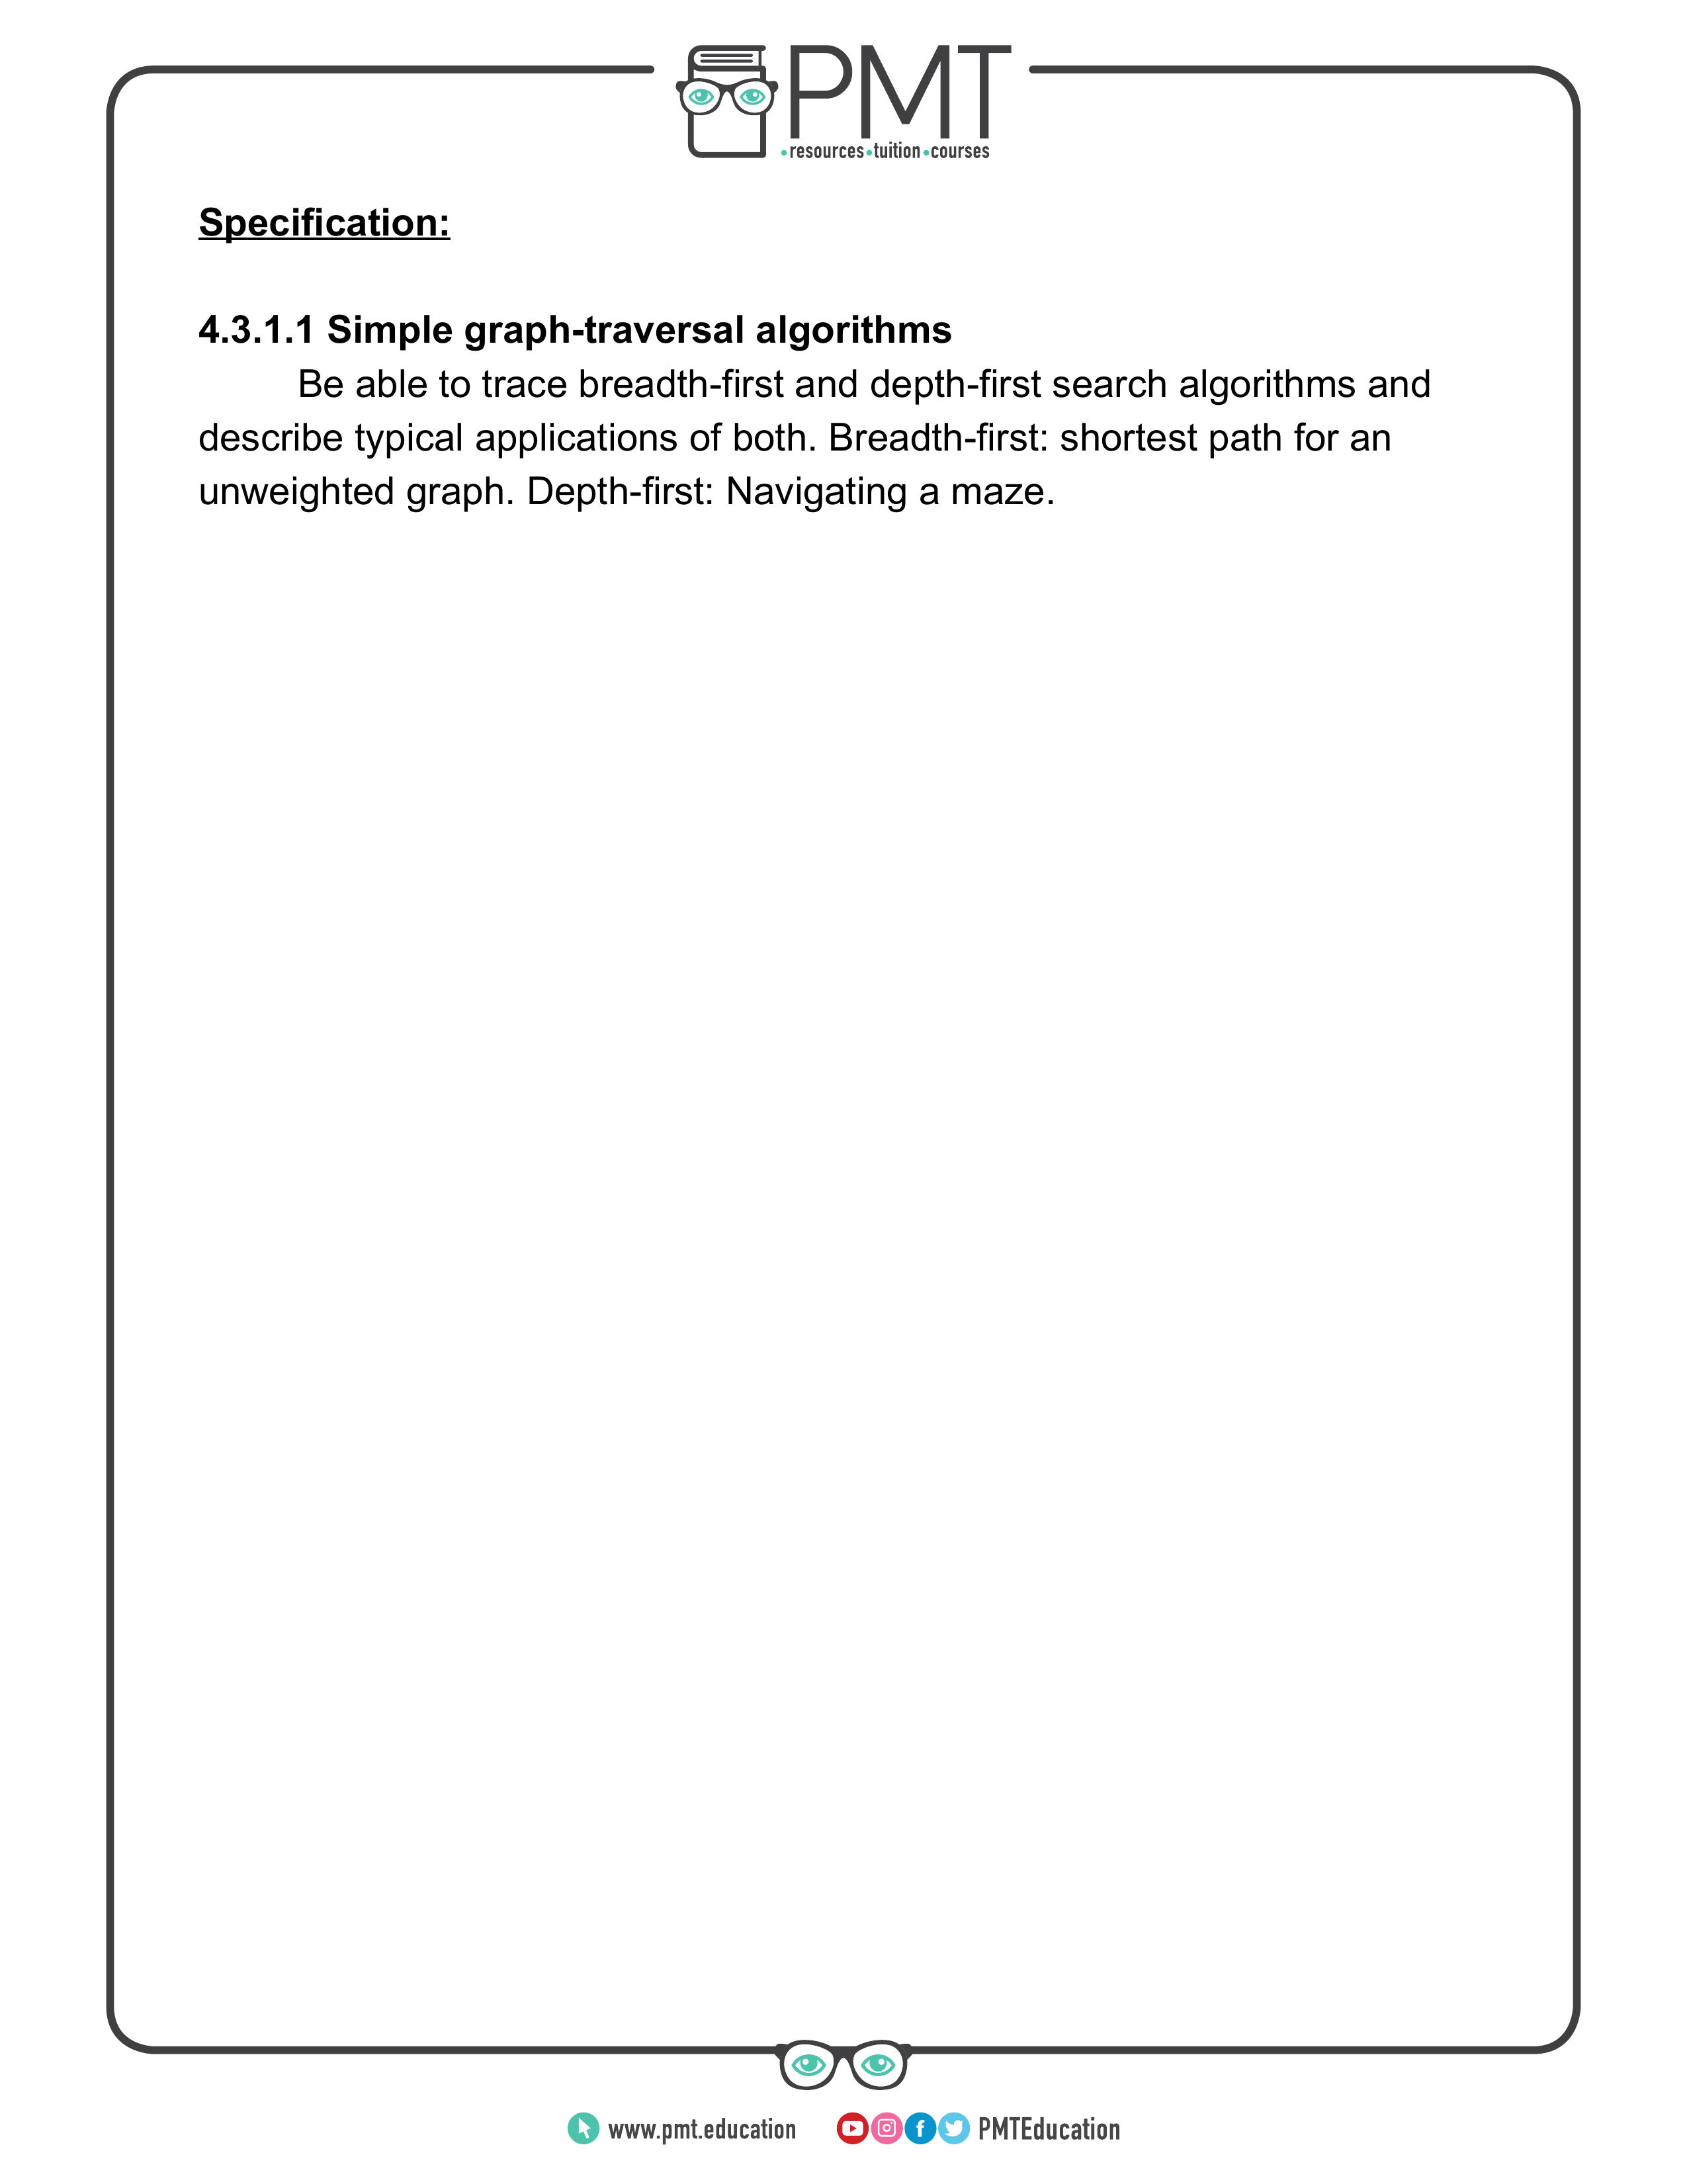 PMT
resources tuition courses
Specification:
4.3.1.1 Simple graph-traversal algorithms
Be able to trace breadth-first and depth-first search algorithms and
describe typical applications of both. Breadth-first: shortest path for an
unweighted graph. Depth-first: Navigating a maze.
www.pmt.education PMTEducation